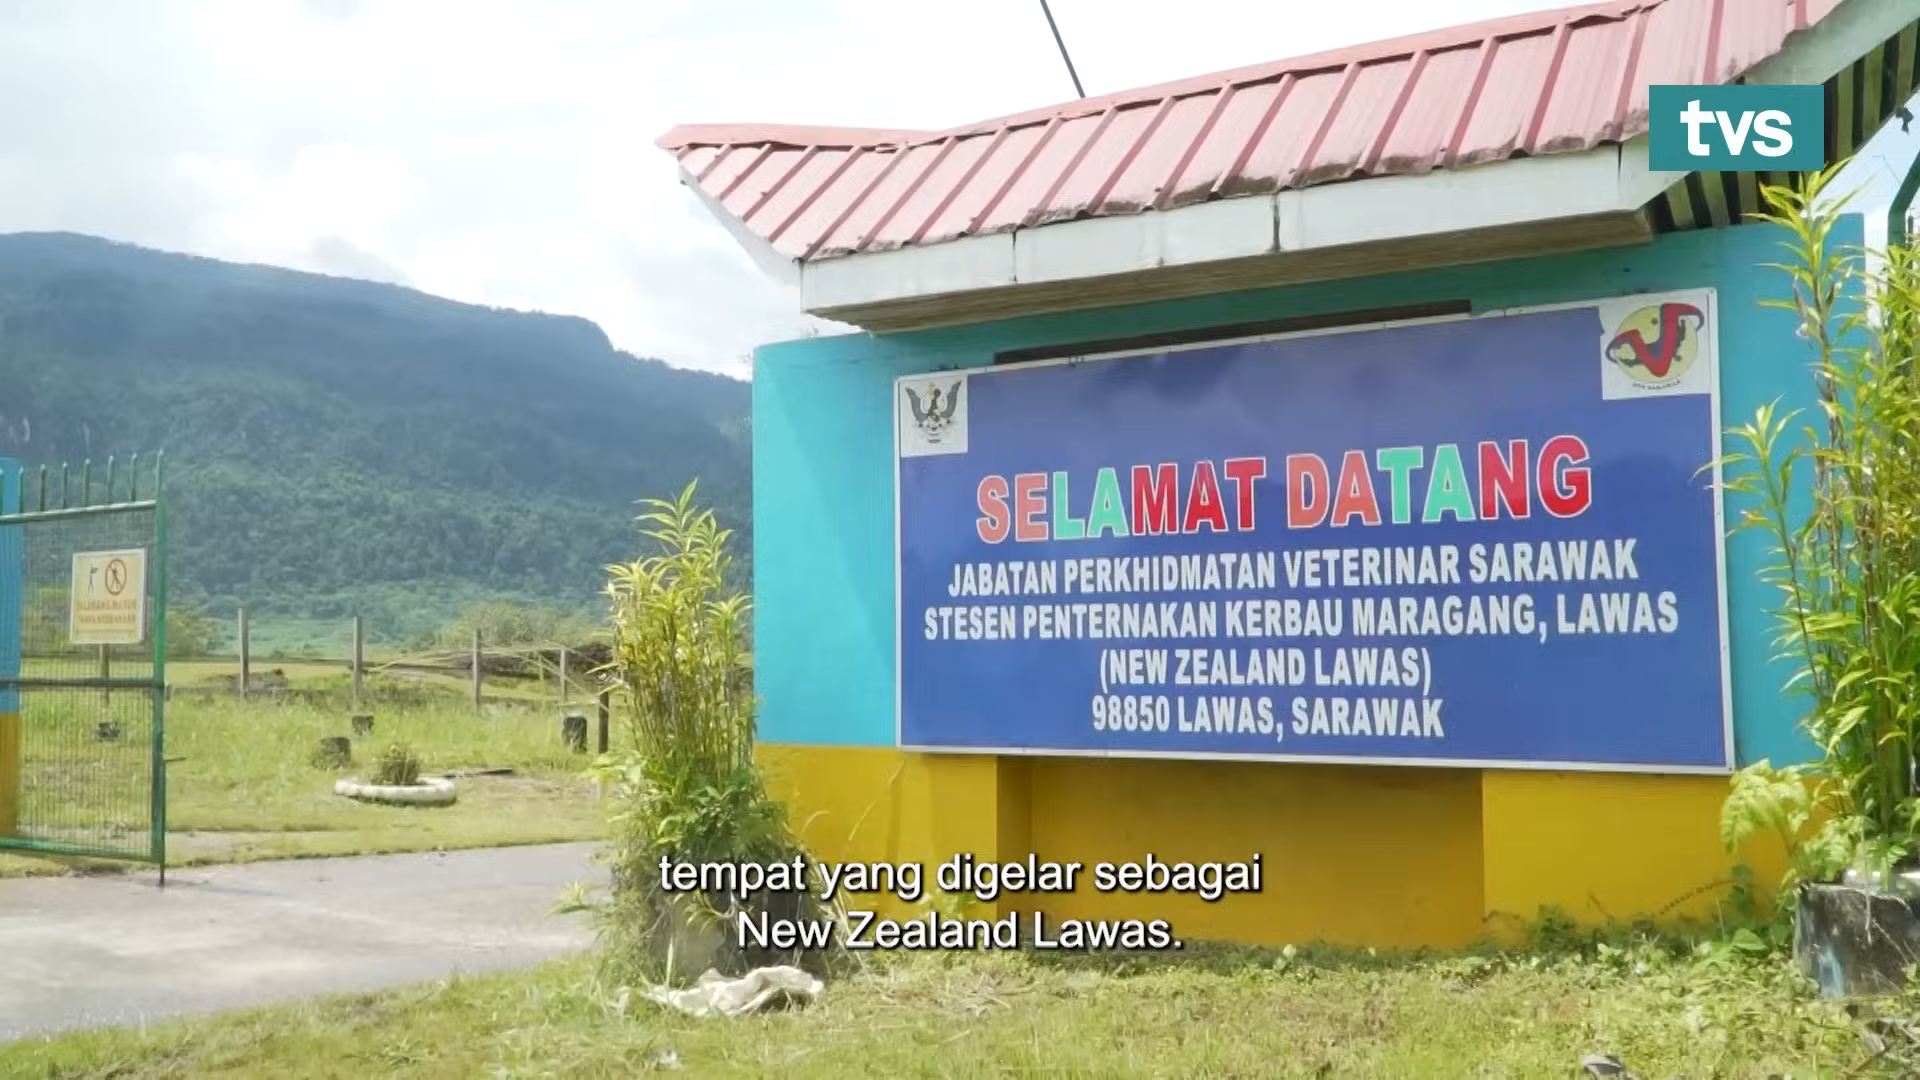 tvs
SELAMAT DATANG
JABATAN PERKHIDMATAN VETERINAR SARAWAK
STESEN PENTERNAKAN KERBAU MARAGANG, LAWAS
(NEW ZEALAND LAWAS)
98850 LAWAS, SARAWAK
tempat yang digelar sebagai
New Zealand Lawas.